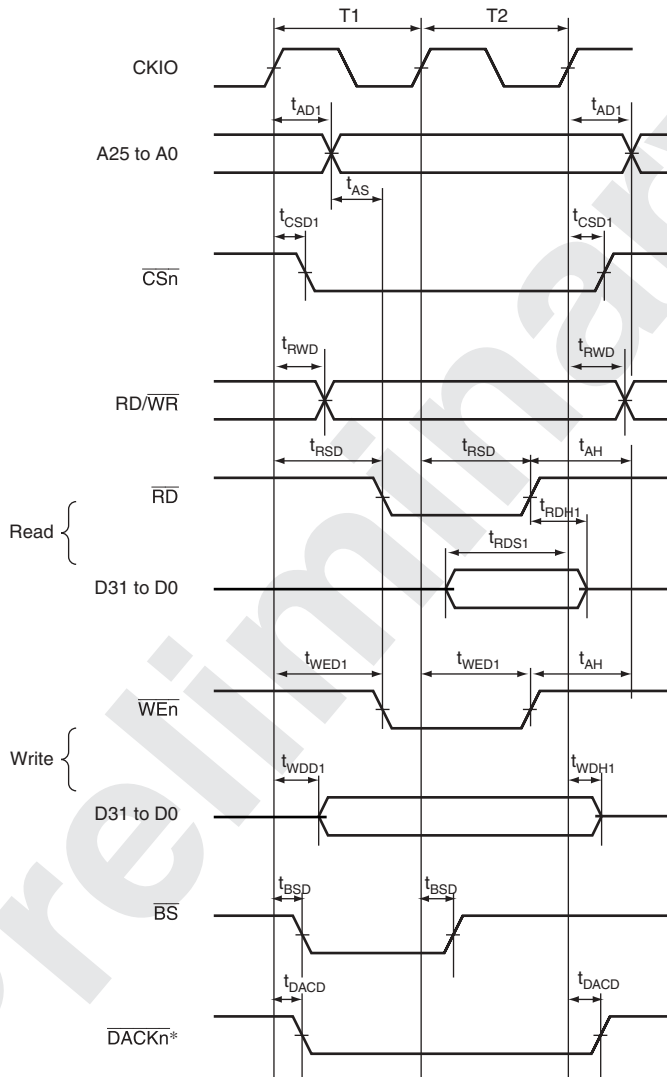 T1 T2
CKIO
tAD1 tAD1
A25 to A0
tAS
tCSD1 tCSD1
CSn
tRWD tRWD
RD/WR
tRSD tRSD tAH
RD
tRDH1
Read
tRDS1
D31 to D0
tWED1 tWED1 tAH
WEn
Write
tWDD1 tWDH1
D31 to D0
tBSD tBSD
BS
tDACD tDACD
DACKn*
Preliminary